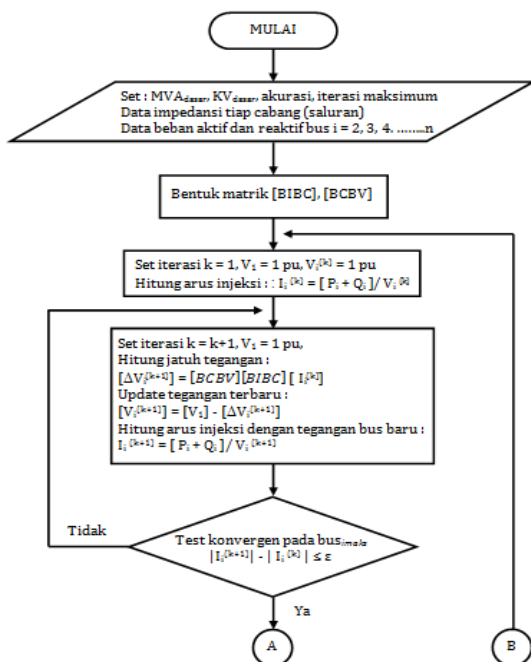 MULAI
Set : MVAdasar, KVdasar, akurasi, iterasi maksimum
Data impedansi tiap cabang (saluran)
Data beban aktif dan reaktif bus i = 2, 3, 4. ........n
Bentuk matrik [BIBC], [BCBV]
Set iterasi k = 1, V₁ = 1 pu, Vᵢ⁽ᵏ⁾ = 1 pu
Hitung arus injeksi : : Iᵢ ⁽ᵏ⁾ = [ Pᵢ + Qᵢ ]/ Vᵢ ⁽ᵏ⁾
Set iterasi k = k+1, V₁ = 1 pu,
Hitung jatuh tegangan :
[ΔVᵢ⁽ᵏ⁺¹⁾] = [BCBV][BIBC] [ Iᵢ⁽ᵏ⁾]
Update tegangan terbaru :
[Vᵢ⁽ᵏ⁺¹⁾] = [V₁] - [ΔVᵢ⁽ᵏ⁺¹⁾]
Hitung arus injeksi dengan tegangan bus baru :
Iᵢ ⁽ᵏ⁺¹⁾ = [ Pᵢ + Qᵢ ]/ Vᵢ ⁽ᵏ⁺¹⁾
Tidak
Test konvergen pada bus
|Iᵢ⁽ᵏ⁺¹⁾| - | Iᵢ ⁽ᵏ⁾ | ≤ ε
Ya
A
B